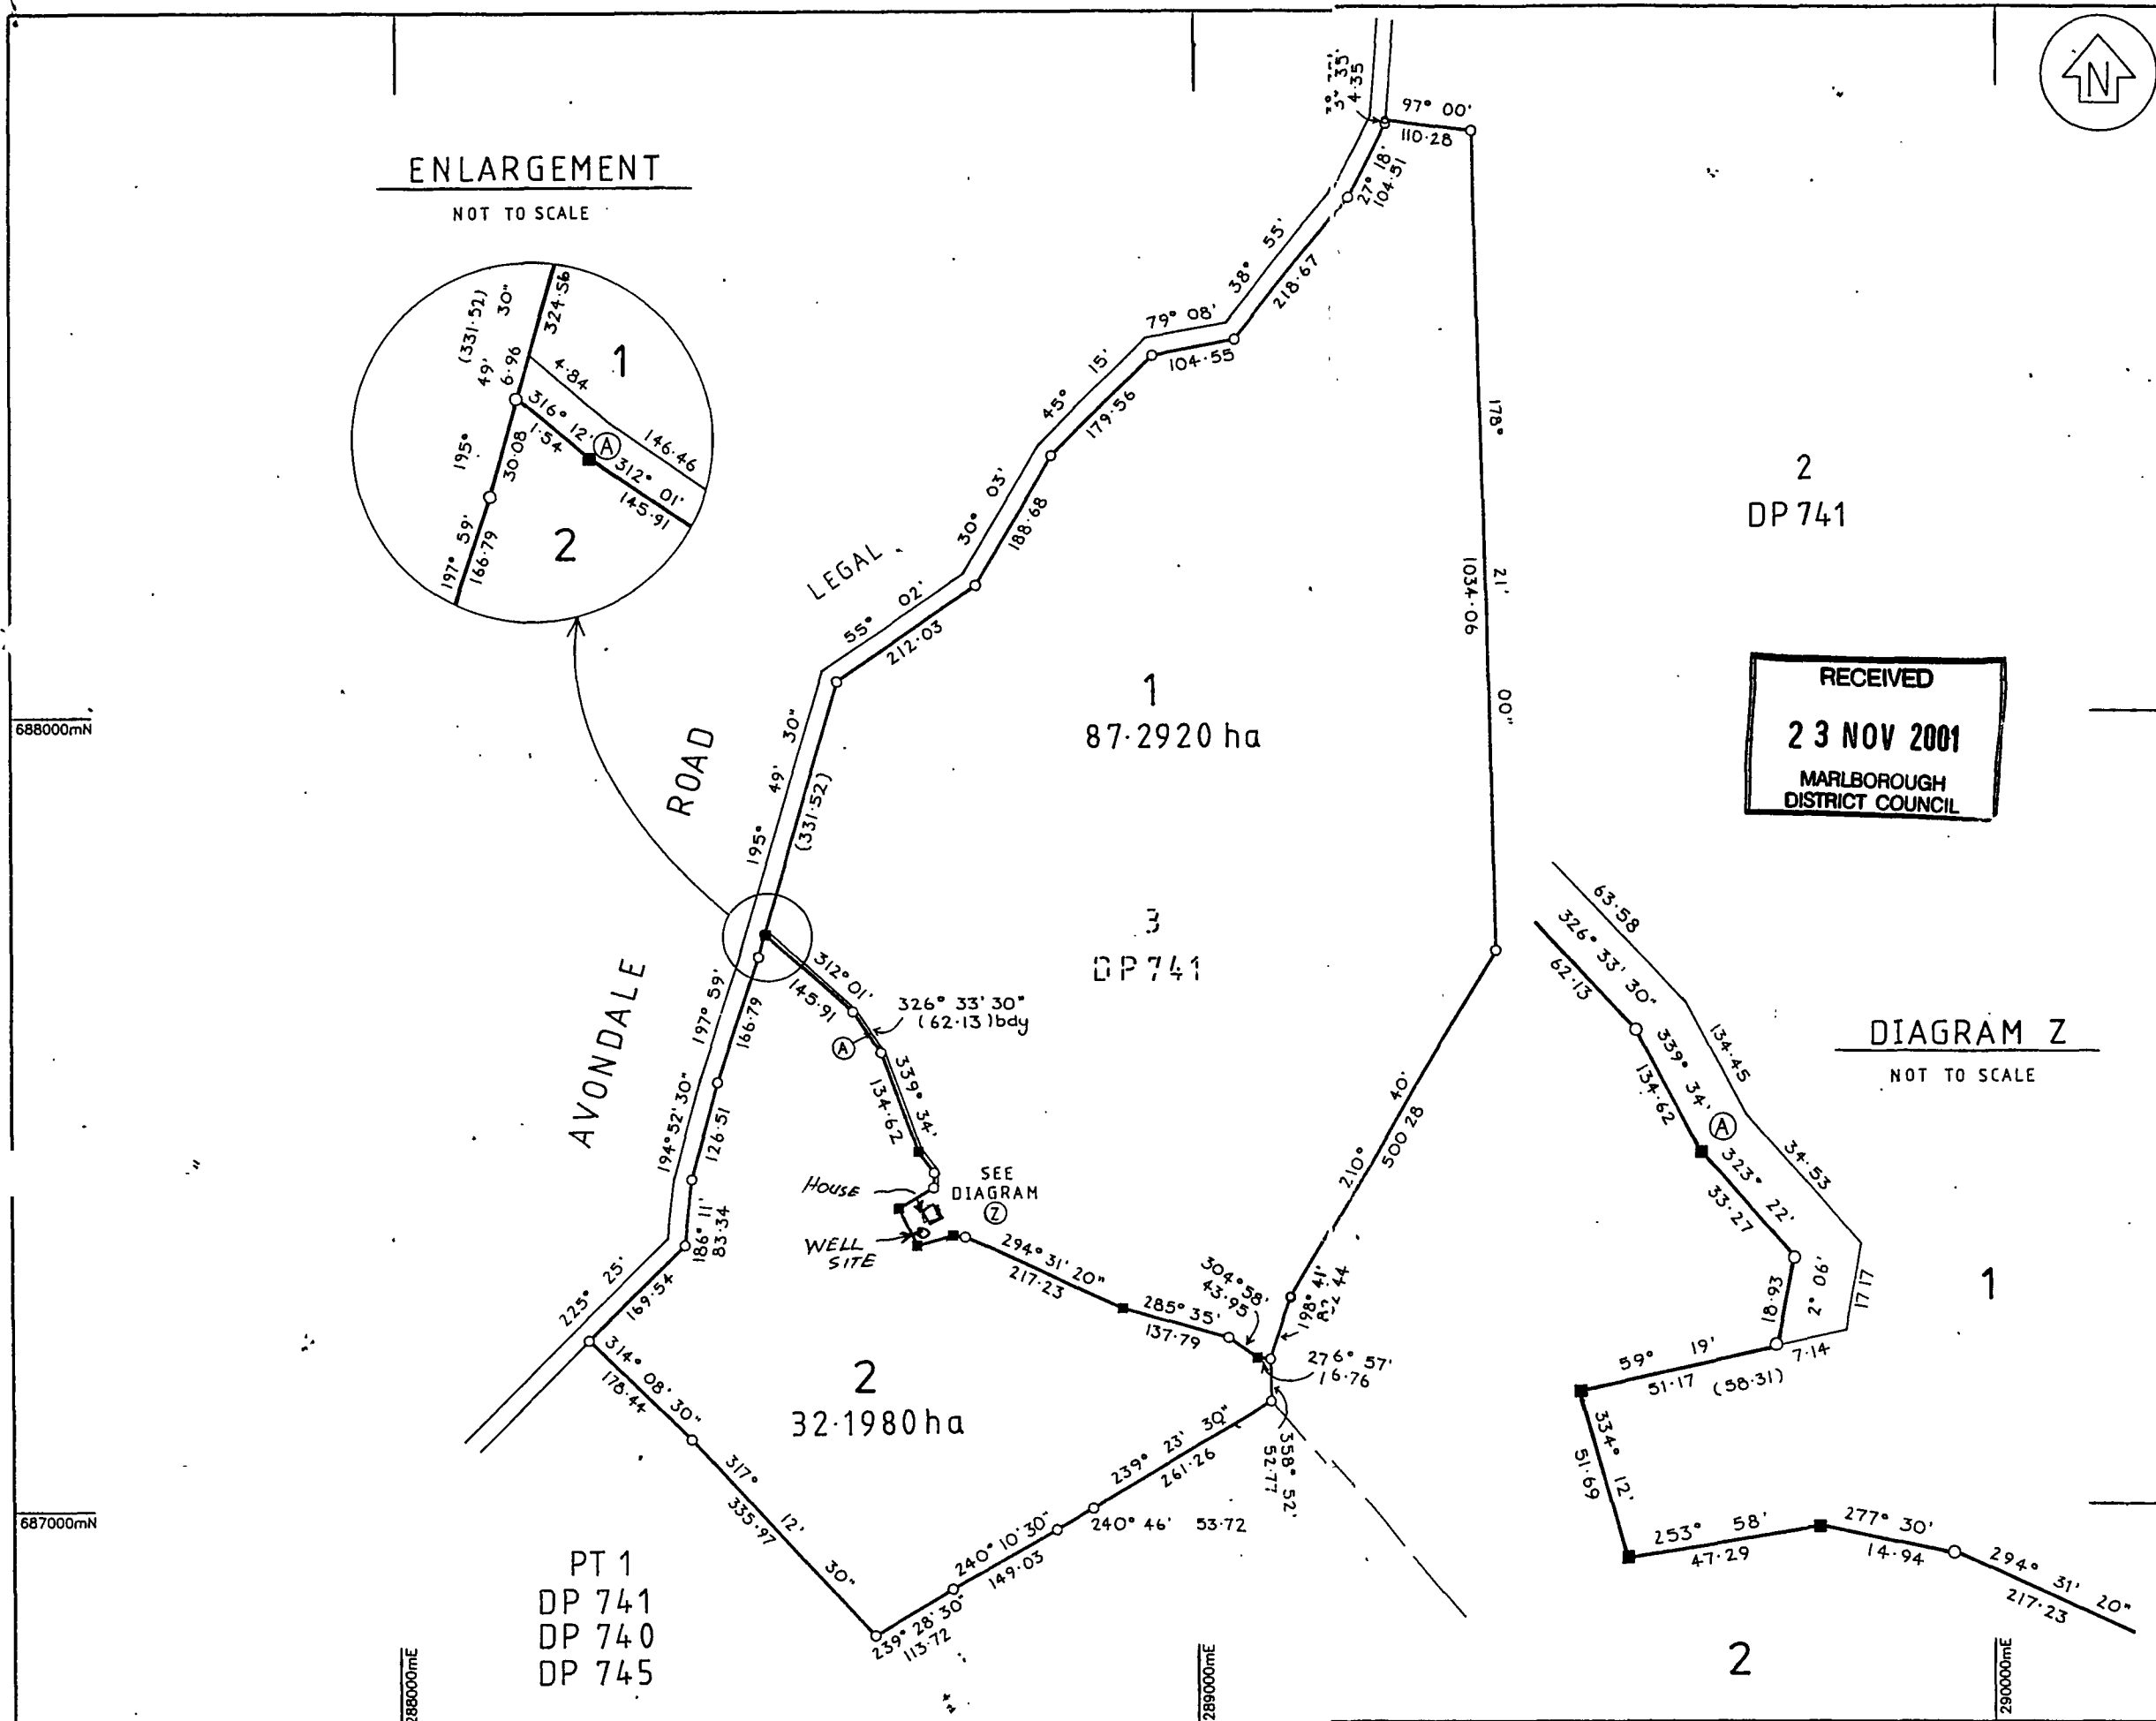 ENLARGEMENT
NOT TO SCALE
N
(331·52)
49' 30"
6·96
324·56
1
4·84
316° 12'
1·54
A
146·46
312° 01'
145·91
195°
30·08
197° 59'
166·79
2
4·35
97° 00'
110·28
27° 18'
104·51
38° 55'
218·67
79° 08'
104·55
45° 15'
179·56
30° 03'
188·68
LEGAL
55° 02'
212·03
178° 21' 00"
1034·06
2
DP 741
1
87·2920 ha
RECEIVED
23 NOV 2001
MARLBOROUGH
DISTRICT COUNCIL
688000mN
ROAD
195° 49' 30"
(331·52)
3
DP 741
AVONDALE
312° 01'
145·91
326° 33' 30"
(62·13)bdy
A
197° 59'
166·79
339° 34'
134·62
194° 52' 30"
126·51
HOUSE
SEE
DIAGRAM
Z
WELL
SITE
186° 11'
83·34
225° 25'
169·54
294° 31' 20"
217·23
285° 35'
137·79
304° 58'
43·95
198° 41'
210° 40'
500 28
276° 57'
16·76
358° 52'
52·77
314° 08' 30"
178·44
2
32·1980 ha
317° 12' 30"
335·97
239° 23' 30"
261·26
240° 46' 53·72
240° 10' 30"
149·03
239° 28' 30"
113·72
687000mN
PT 1
DP 741
DP 740
DP 745
288000mE
289000mE
290000mE
DIAGRAM Z
NOT TO SCALE
63·58
326° 33' 30"
62·13
134·45
339° 34'
134·62
A
34·53
323° 22'
33·27
17 17
2° 06'
18·93
1
59° 19'
51·17 (58·31)
7·14
334° 12'
51·69
253° 58'
47·29
277° 30'
14·94
294° 31' 20"
217·23
2